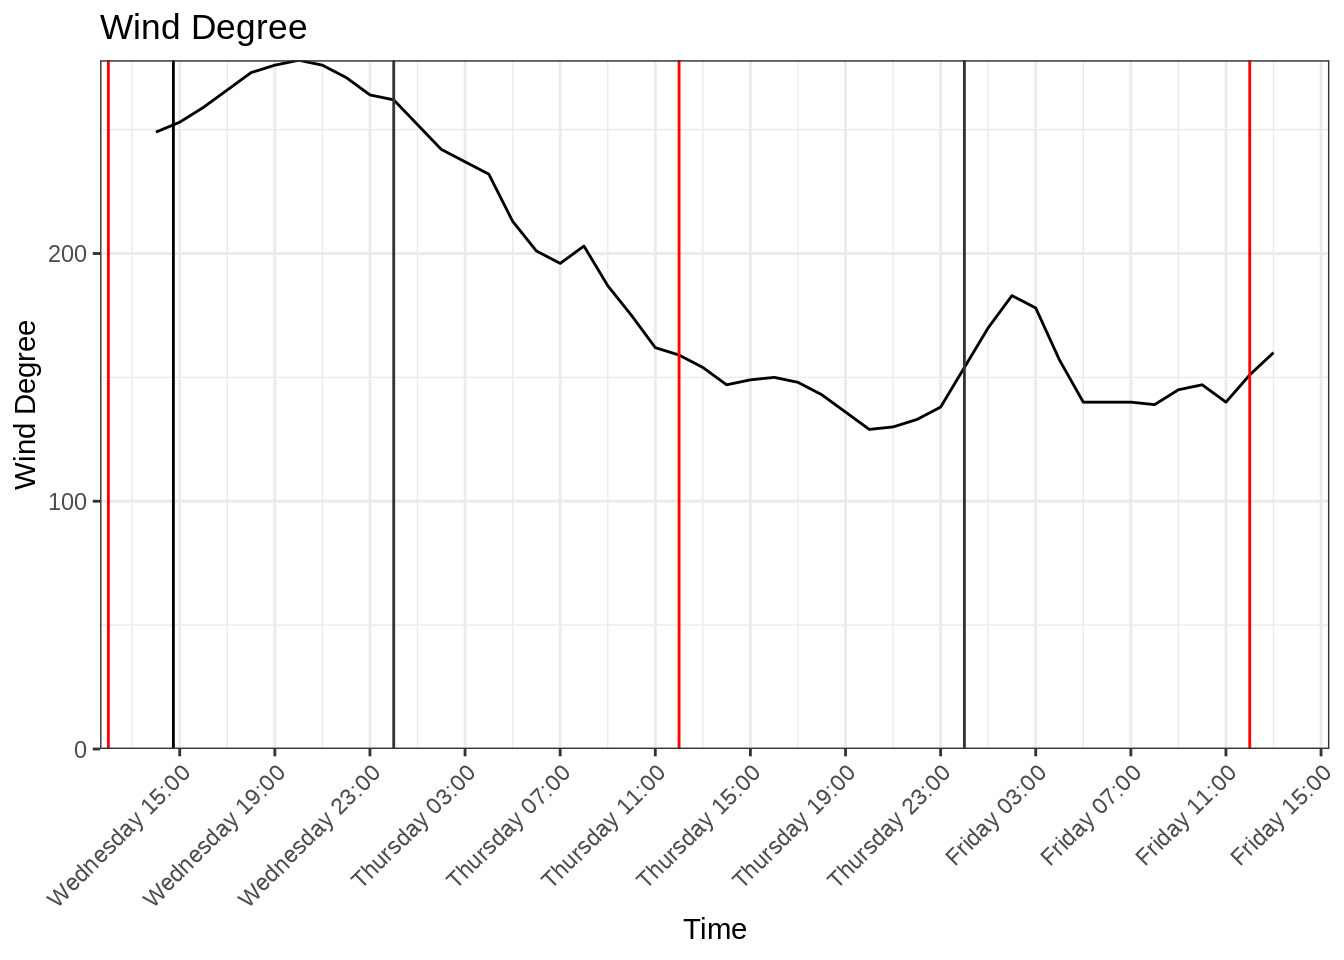 Wind Degree
Wind Degree
200
100
0
Wednesday 15:00
Wednesday 19:00
Wednesday 23:00
Thursday 03:00
Thursday 07:00
Thursday 11:00
Thursday 15:00
Thursday 19:00
Thursday 23:00
Friday 03:00
Friday 07:00
Friday 11:00
Friday 15:00
Time